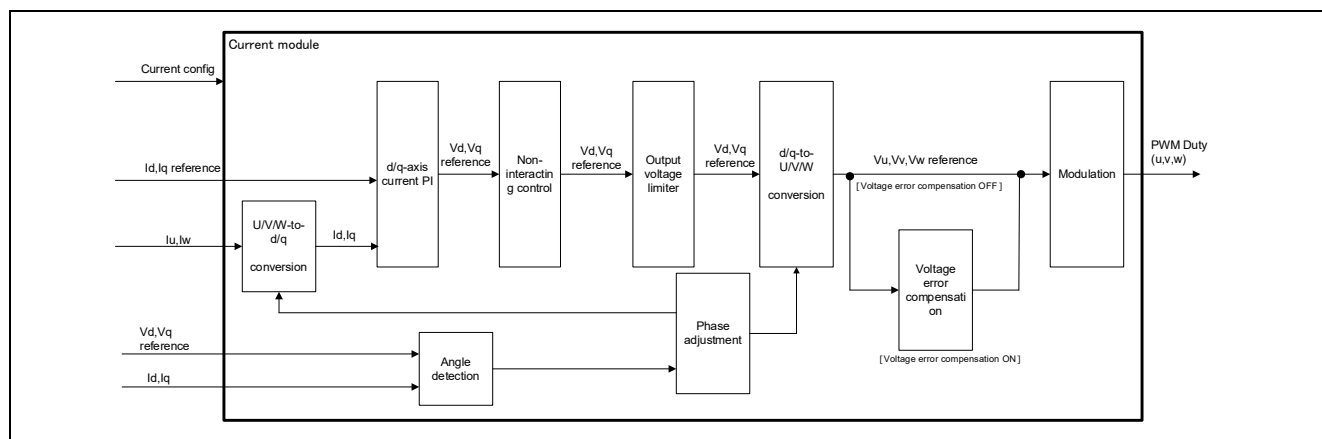 Current module
Current config
Id,Iq reference
Iu,Iw
Vd,Vq
reference
Id,Iq
U/V/W-to-
d/q
conversion
Id,Iq
d/q-axis
current PI
Vd,Vq
reference
Non-
interactin
g control
Vd,Vq
reference
Output
voltage
limiter
Vd,Vq
reference
d/q-to-
U/V/W
conversion
Vu,Vv,Vw reference
[Voltage error compensation OFF]
Voltage
error
compensati
on
[Voltage error compensation ON]
Modulation
PWM Duty
(u,v,w)
Angle
detection
Phase
adjustment